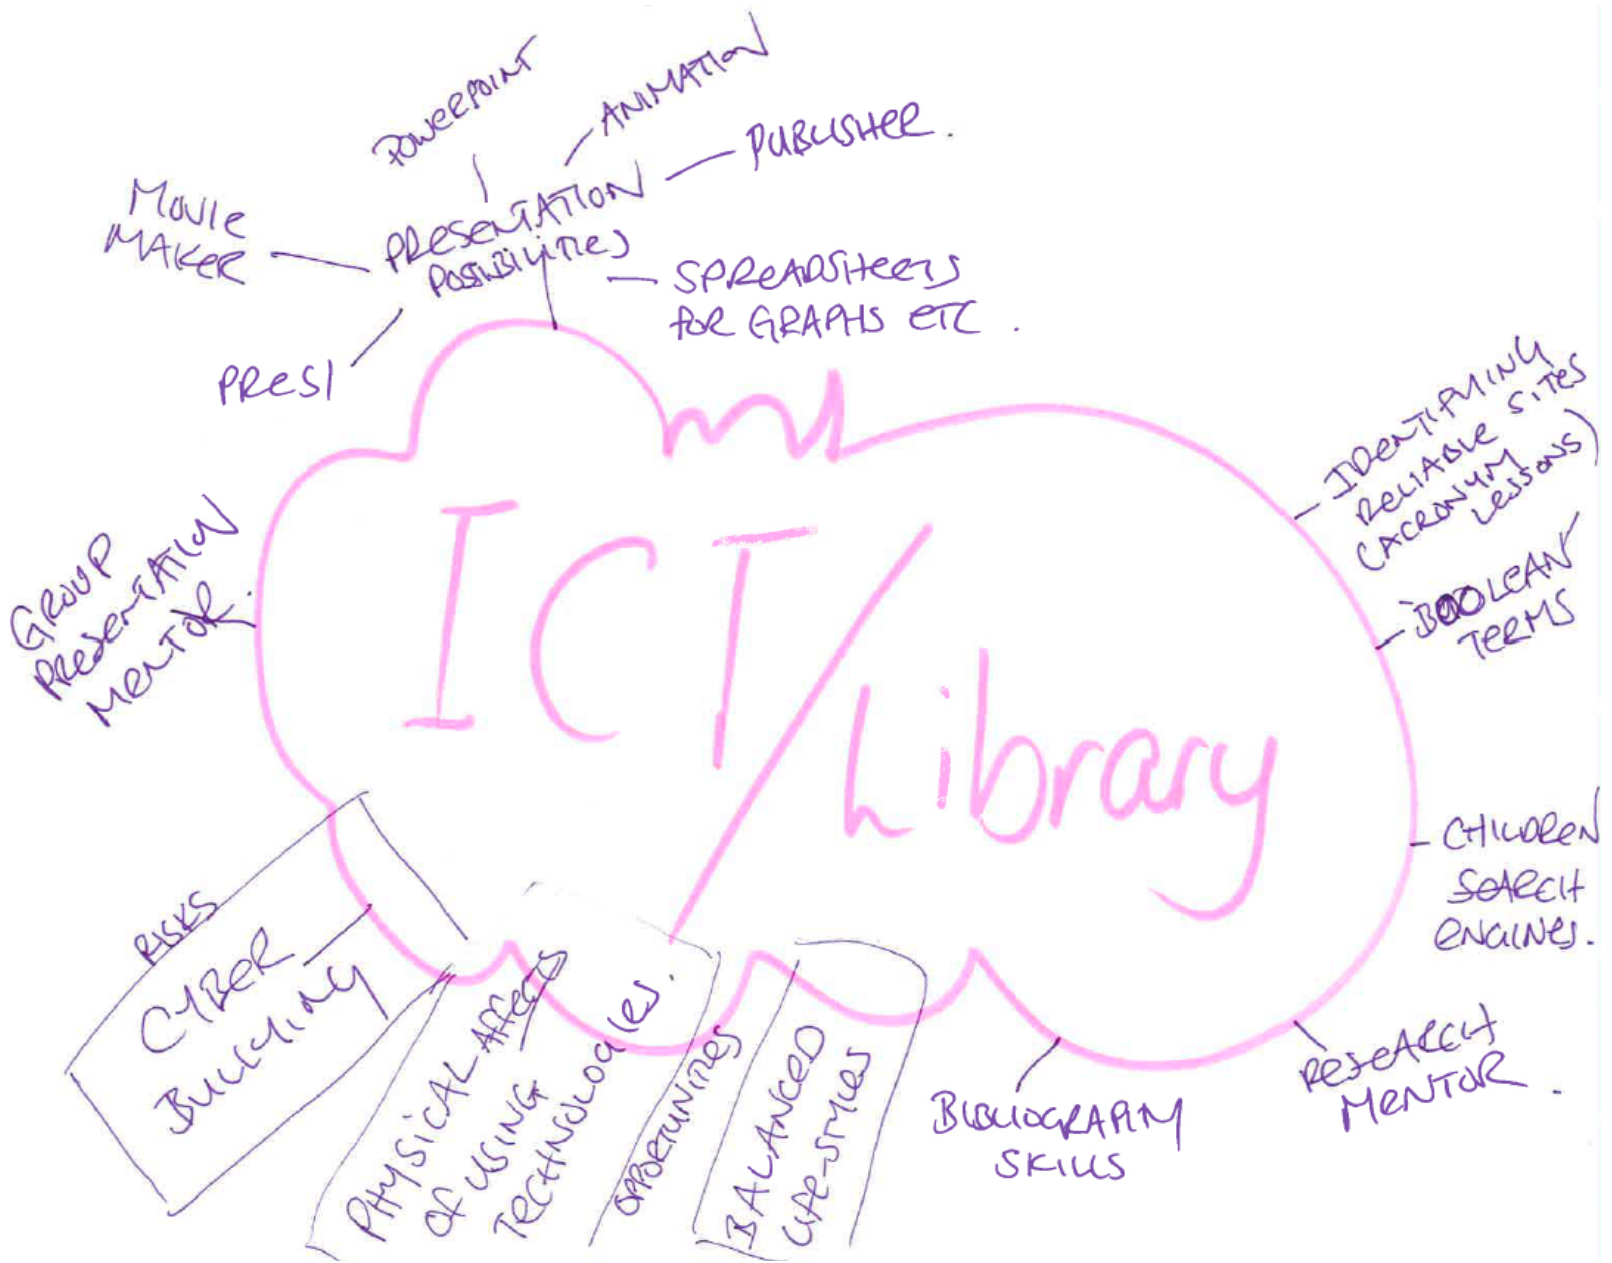 POWERPOINT
ANIMATION
PUBLISHER.
MOVIE
MAKER
PRESENTATION
POSSIBILITIES
SPREADSHEETS
FOR GRAPHS ETC.
PRESI
IDENTIFYING
RELIABLE SITES
(ACRONYM
LESSONS)
BOOLEAN
TERMS
GROUP
PRESENTATION
MENTOR.
ICT/Library
CHILDREN
SEARCH
ENGINES.
RISKS
CYBER
BULLYING
PHYSICAL AFFECTS
OF USING
TECHNOLOGIES.
OPPORTUNITIES
BALANCED
LIFE-STYLES
BIBLIOGRAPHY
SKILLS
RESEARCH
MENTOR.